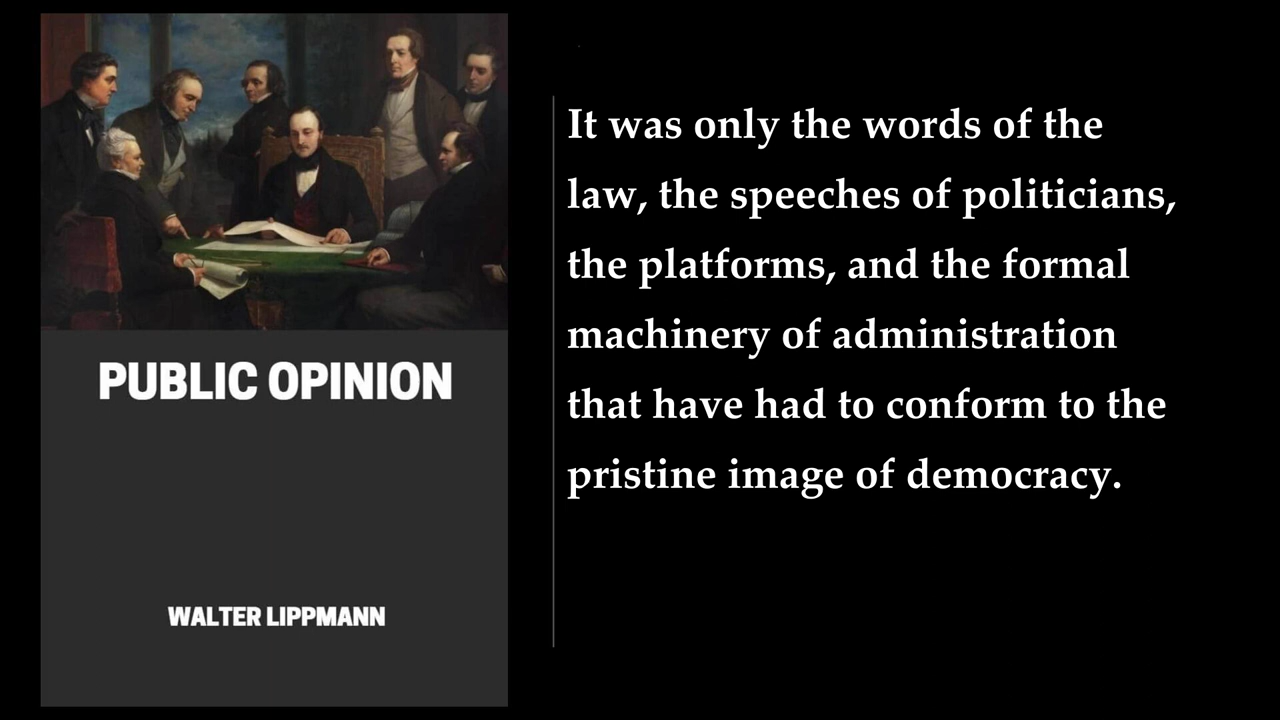 PUBLIC OPINION
WALTER LIPPMANN
It was only the words of the
law, the speeches of politicians,
the platforms, and the formal
machinery of administration
that have had to conform to the
pristine image of democracy.